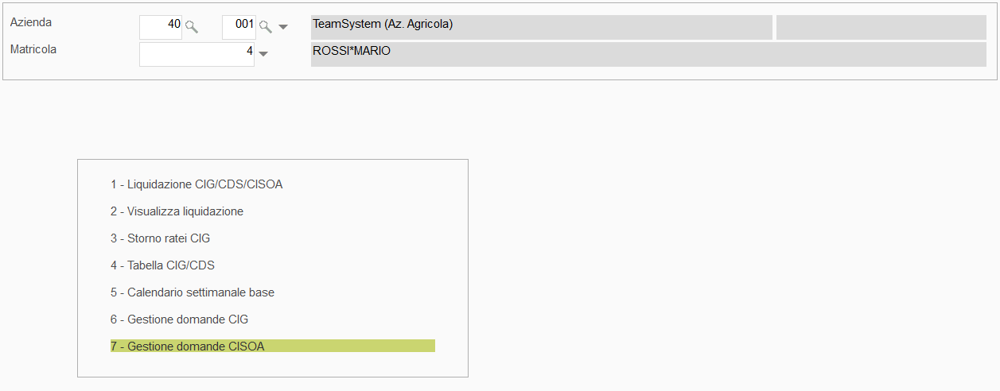 Azienda 40 001 TeamSystem (Az. Agricola)
Matricola 4 ROSSI*MARIO
1 - Liquidazione CIG/CDS/CISOA
2 - Visualizza liquidazione
3 - Storno ratei CIG
4 - Tabella CIG/CDS
5 - Calendario settimanale base
6 - Gestione domande CIG
7 - Gestione domande CISOA